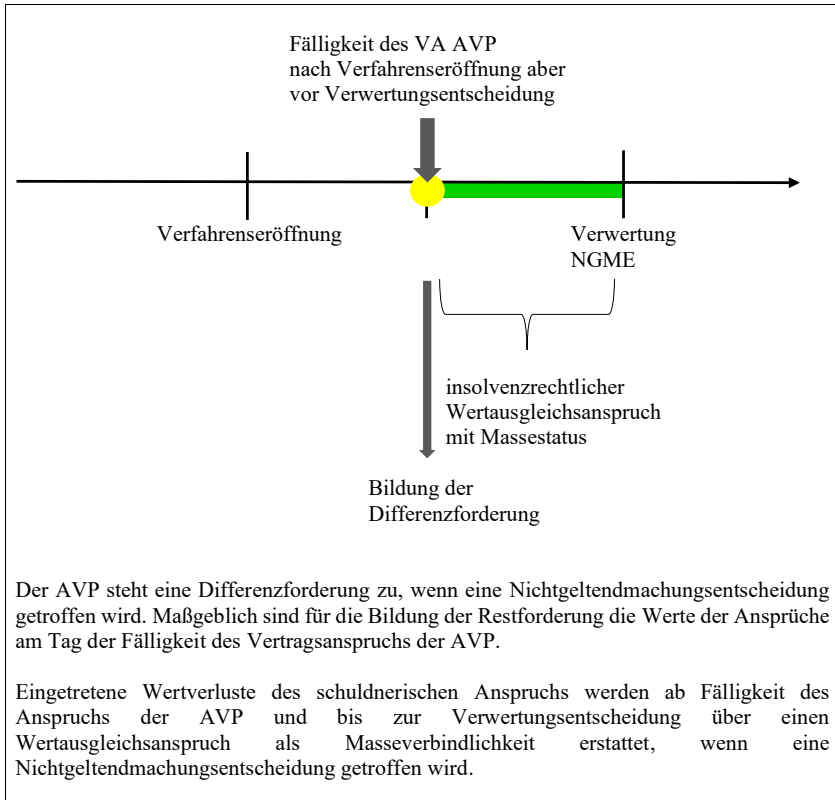 Fälligkeit des VA AVP
nach Verfahrenseröffnung aber
vor Verwertungsentscheidung
Verfahrenseröffnung
Verwertung
NGME
insolvenzrechtlicher
Wertausgleichsanspruch
mit Massestatus
Bildung der
Differenzforderung
Der AVP steht eine Differenzforderung zu, wenn eine Nichtgeltendmachungsentscheidung
getroffen wird. Maßgeblich sind für die Bildung der Restforderung die Werte der Ansprüche
am Tag der Fälligkeit des Vertragsanspruchs der AVP.
Eingetretene Wertverluste des schuldnerischen Anspruchs werden ab Fälligkeit des
Anspruchs der AVP und bis zur Verwertungsentscheidung über einen
Wertausgleichsanspruch als Masseverbindlichkeit erstattet, wenn eine
Nichtgeltendmachungsentscheidung getroffen wird.